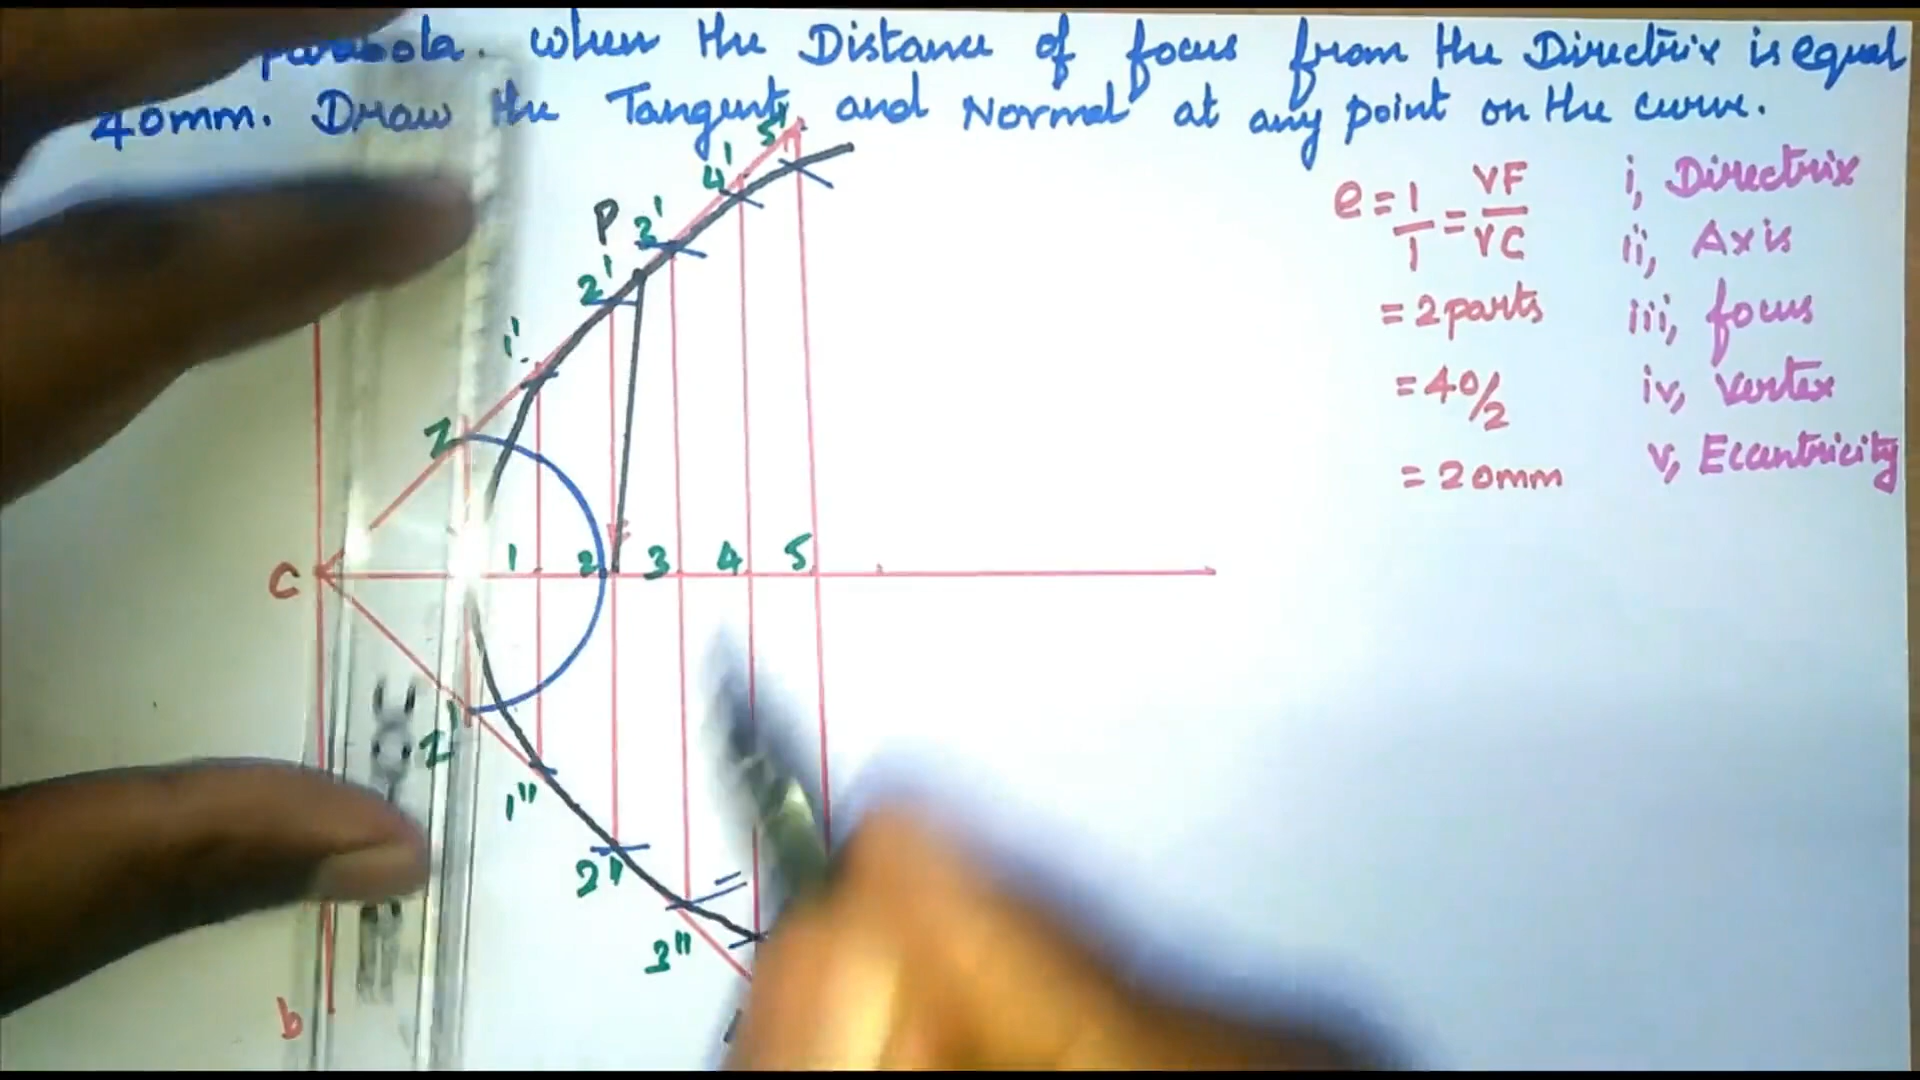 parabola. when the Distance of focus from the Directrix is equal
40mm. Draw the Tangent and Normal at any point on the curve.
e = 1/1 = VF/VC
= 2parts
= 40/2
= 20mm
i, Directrix
ii, Axis
iii, focus
iv, Vertex
v, Eccentricity
5'
4'
P 3'
2'
1'
Z
C 1 2 3 4 5
Z'
1"
2"
3"
b